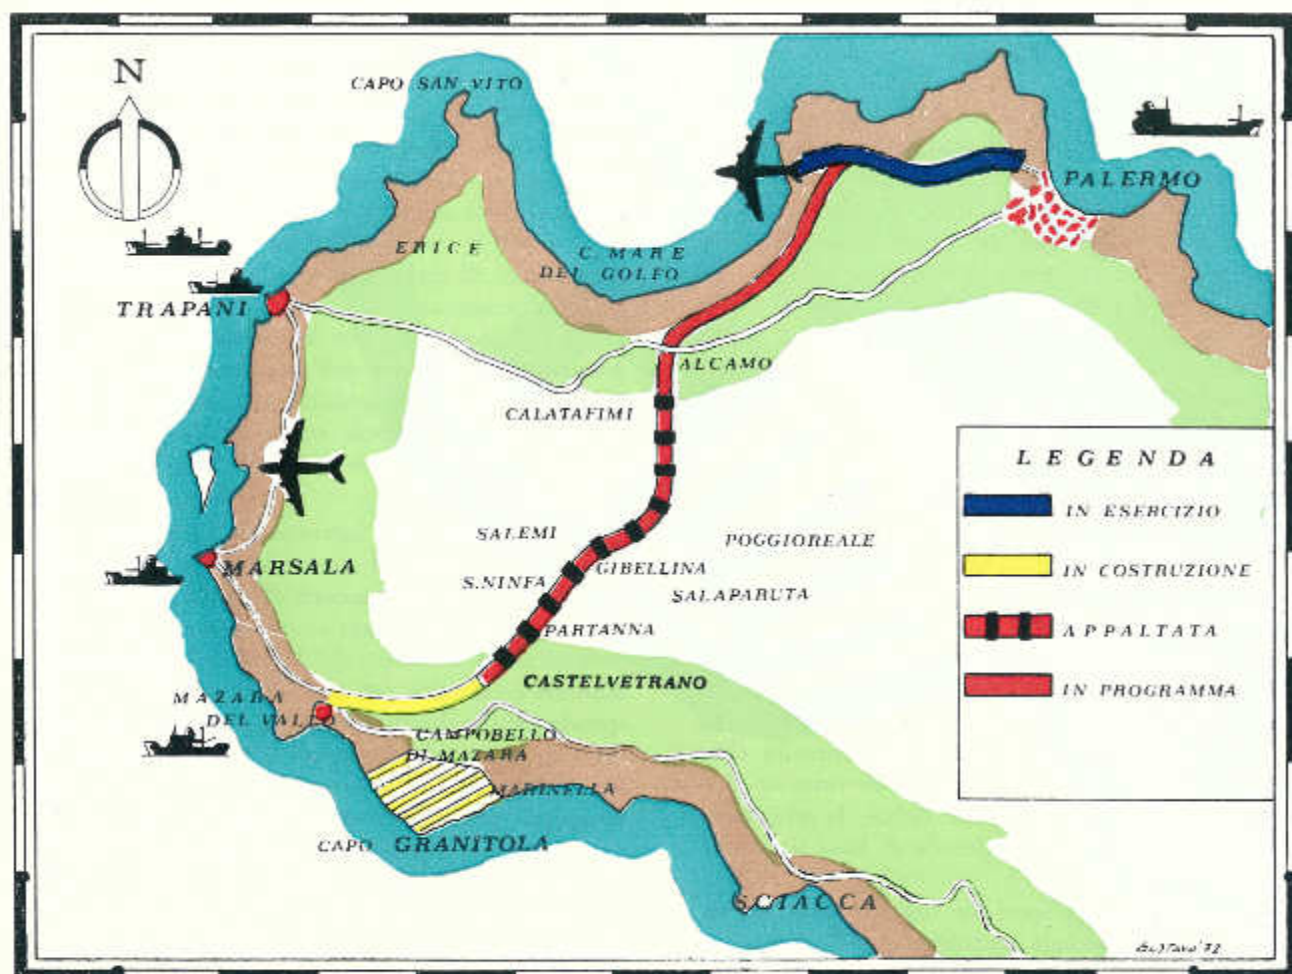 N
CAPO SAN VITO
PALERMO
ERICE
C. MARE
DEL GOLFO
TRAPANI
ALCAMO
CALATAFIMI
LEGENDA
IN ESERCIZIO
IN COSTRUZIONE
APPALTATA
IN PROGRAMMA
SALEMI
POGGIOREALE
GIBELLINA
MARSALA
S. NINFA
SALAPARUTA
PARTANNA
CASTELVETRANO
MAZARA
DEL VALLO
CAMPOBELLO
DI MAZARA
MARINELLA
CAPO GRANITOLA
SCIACCA